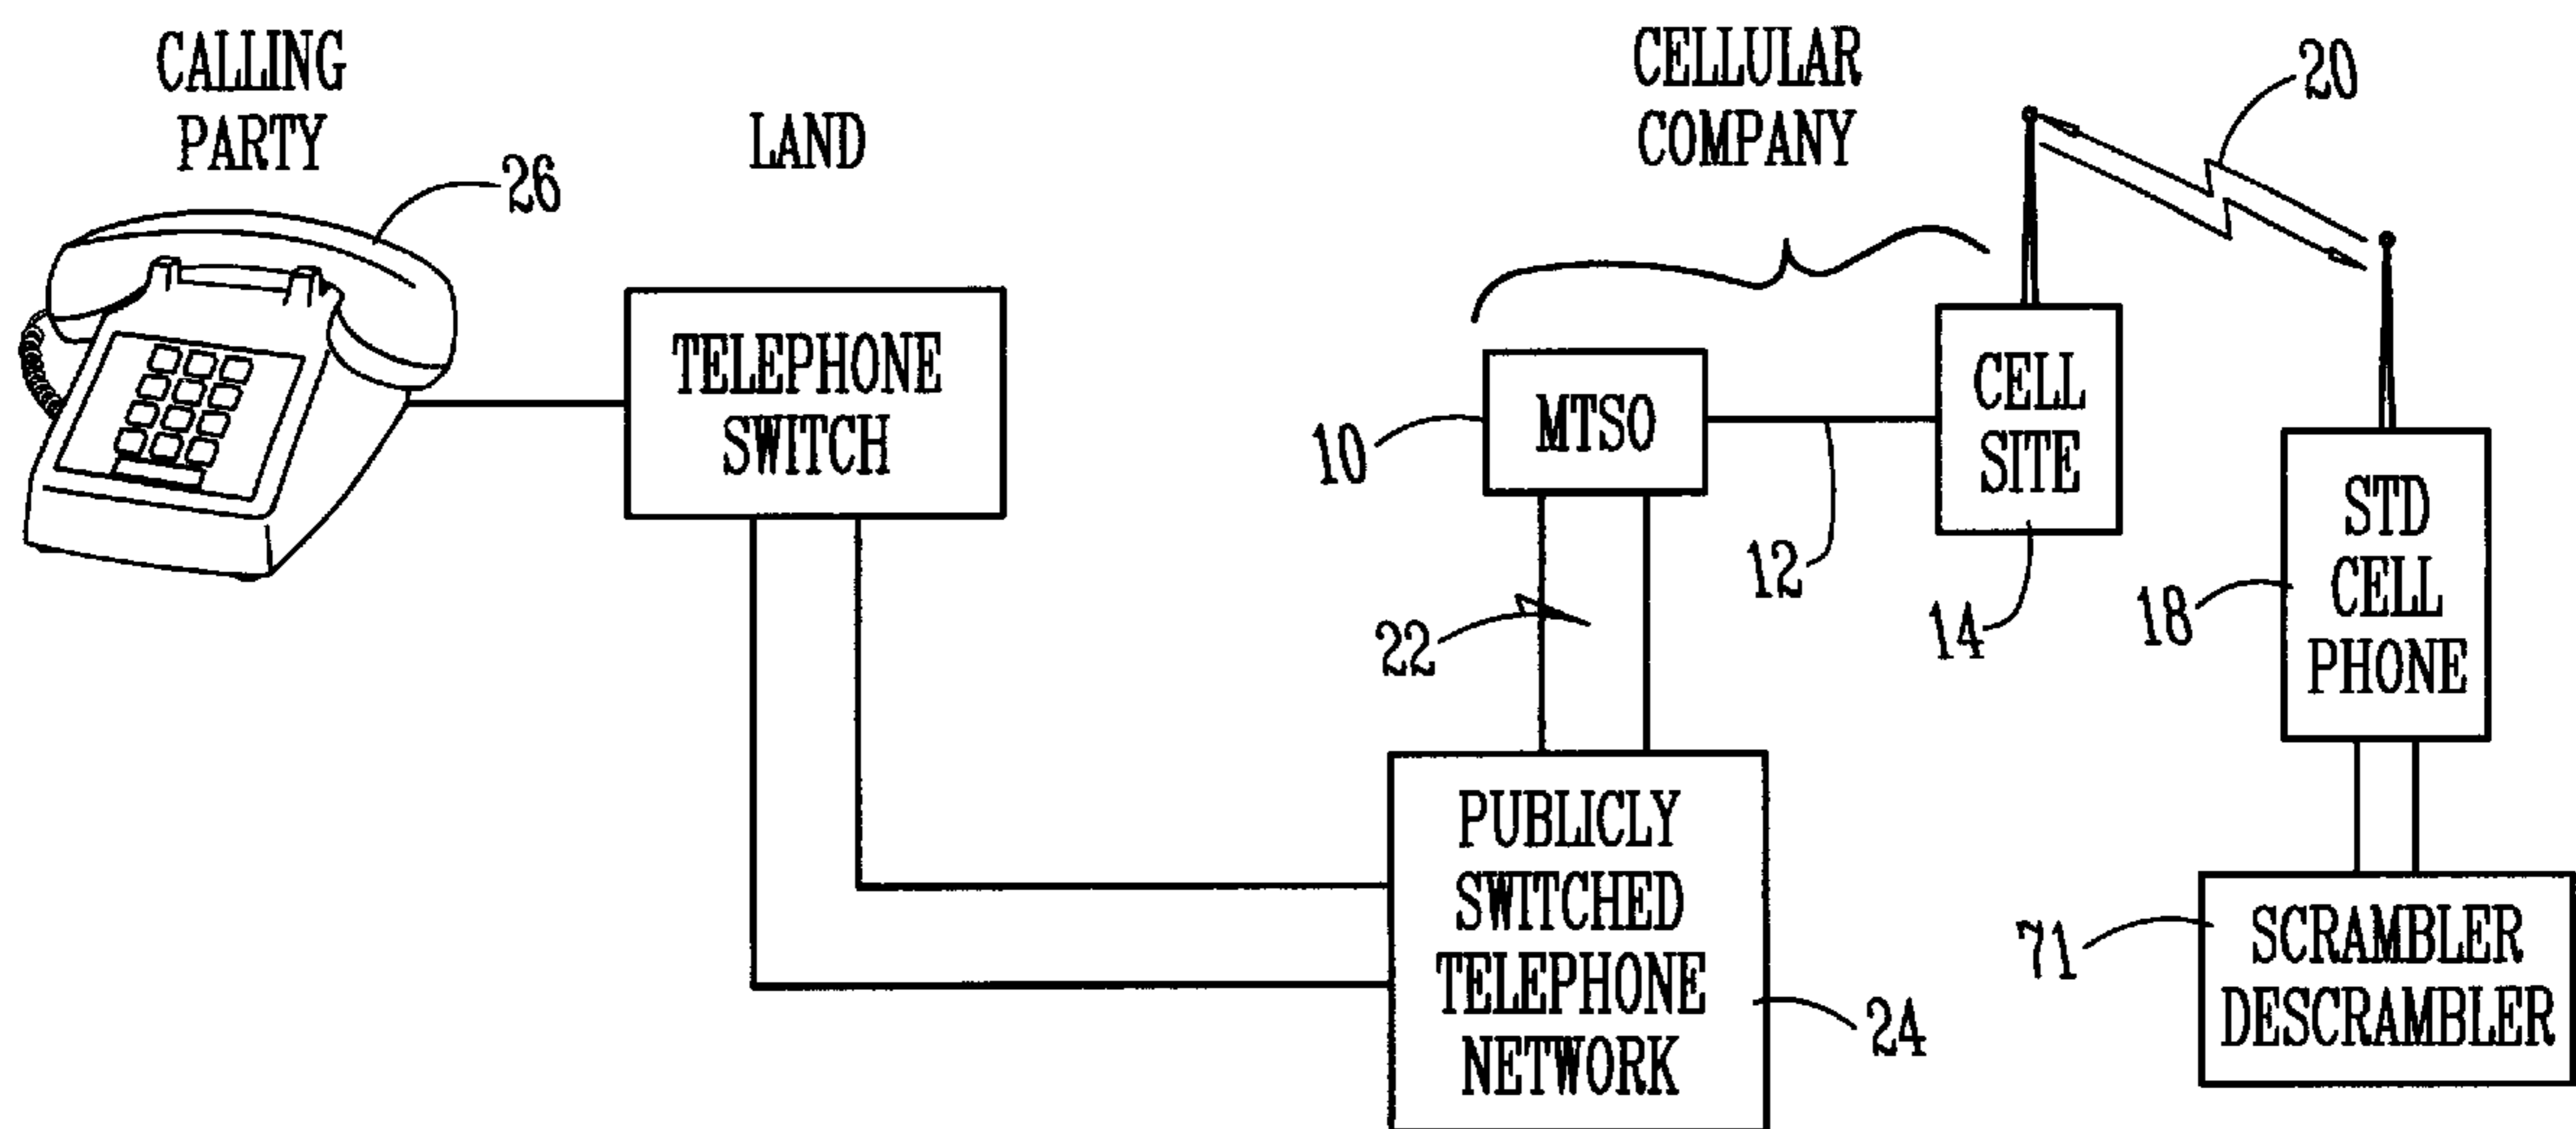 CALLING
PARTY
26
LAND
CELLULAR
COMPANY
20
TELEPHONE
SWITCH
10
MTSO
12
CELL
SITE
14
22
18
STD
CELL
PHONE
PUBLICLY
SWITCHED
TELEPHONE
NETWORK
24
71
SCRAMBLER
DESCRAMBLER